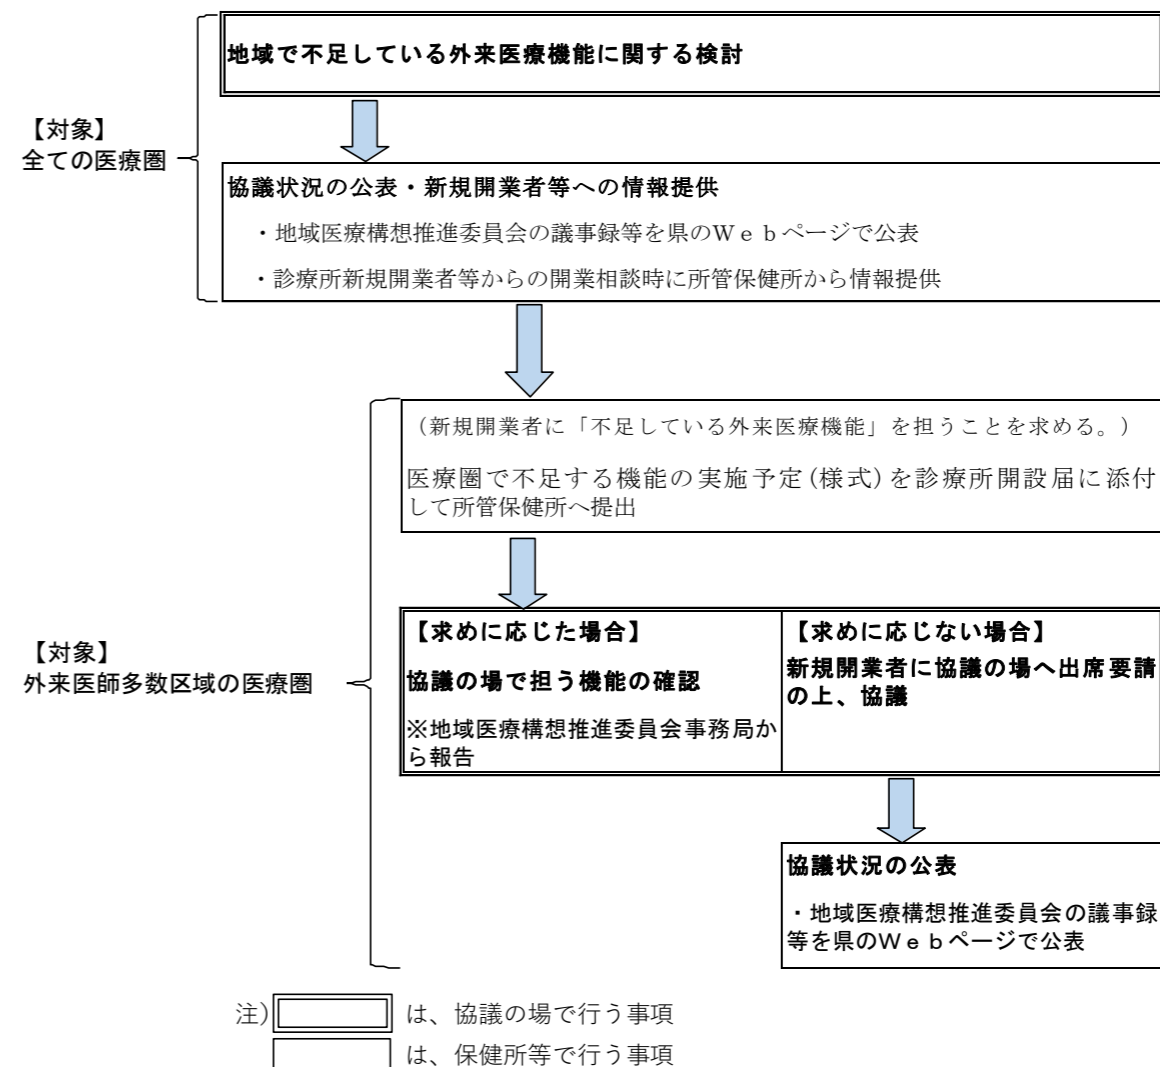 地域で不足している外来医療機能に関する検討
【対象】
全ての医療圏
協議状況の公表・新規開業者等への情報提供
・地域医療構想推進委員会の議事録等を県のWebページで公表
・診療所新規開業者等からの開業相談時に所管保健所から情報提供
（新規開業者に「不足している外来医療機能」を担うことを求める。）
医療圏で不足する機能の実施予定(様式)を診療所開設届に添付
して所管保健所へ提出
【対象】
外来医師多数区域の医療圏
【求めに応じた場合】
協議の場で担う機能の確認
※地域医療構想推進委員会事務局か
ら報告
【求めに応じない場合】
新規開業者に協議の場へ出席要請
の上、協議
協議状況の公表
・地域医療構想推進委員会の議事録
等を県のWebページで公表
注) は、協議の場で行う事項
は、保健所等で行う事項